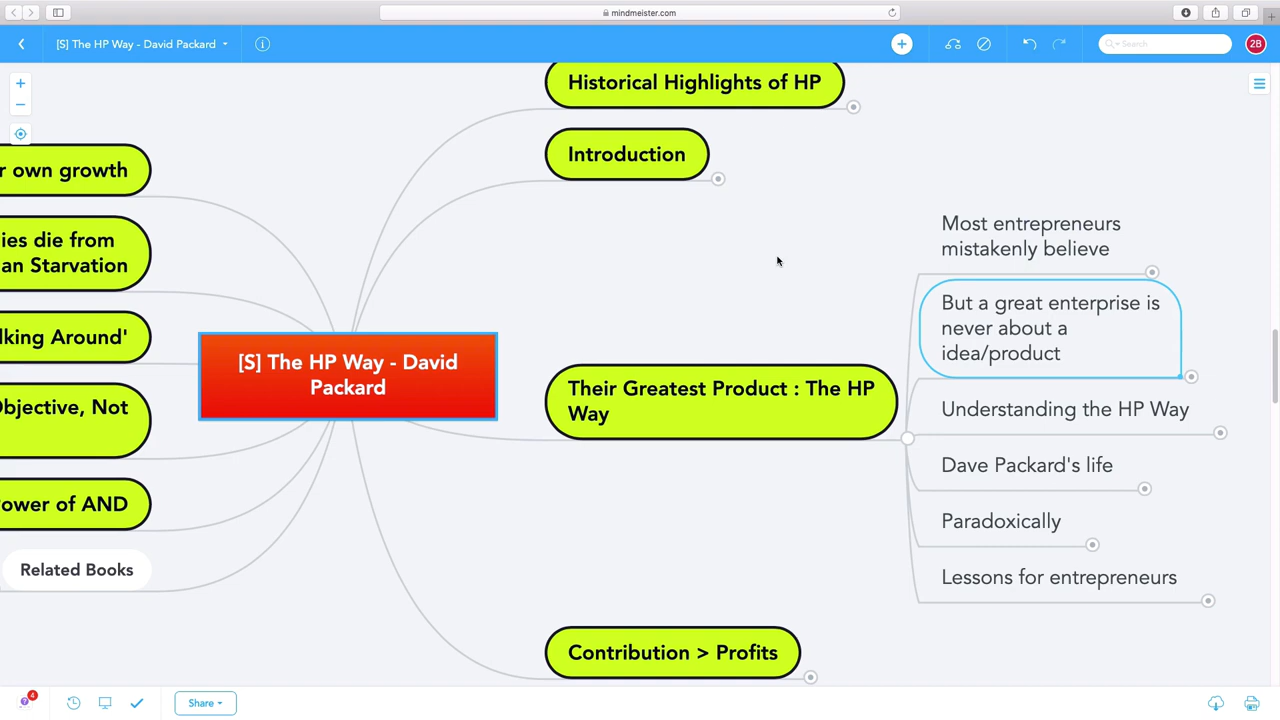 mindmeister.com
[S] The HP Way - David Packard
Search
2B
Historical Highlights of HP
Introduction
r own growth
ies die from
an Starvation
lking Around'
Objective, Not
ower of AND
Related Books
[S] The HP Way - David
Packard
Their Greatest Product : The HP
Way
Contribution > Profits
Most entrepreneurs
mistakenly believe
But a great enterprise is
never about a
idea/product
Understanding the HP Way
Dave Packard's life
Paradoxically
Lessons for entrepreneurs
4
Share